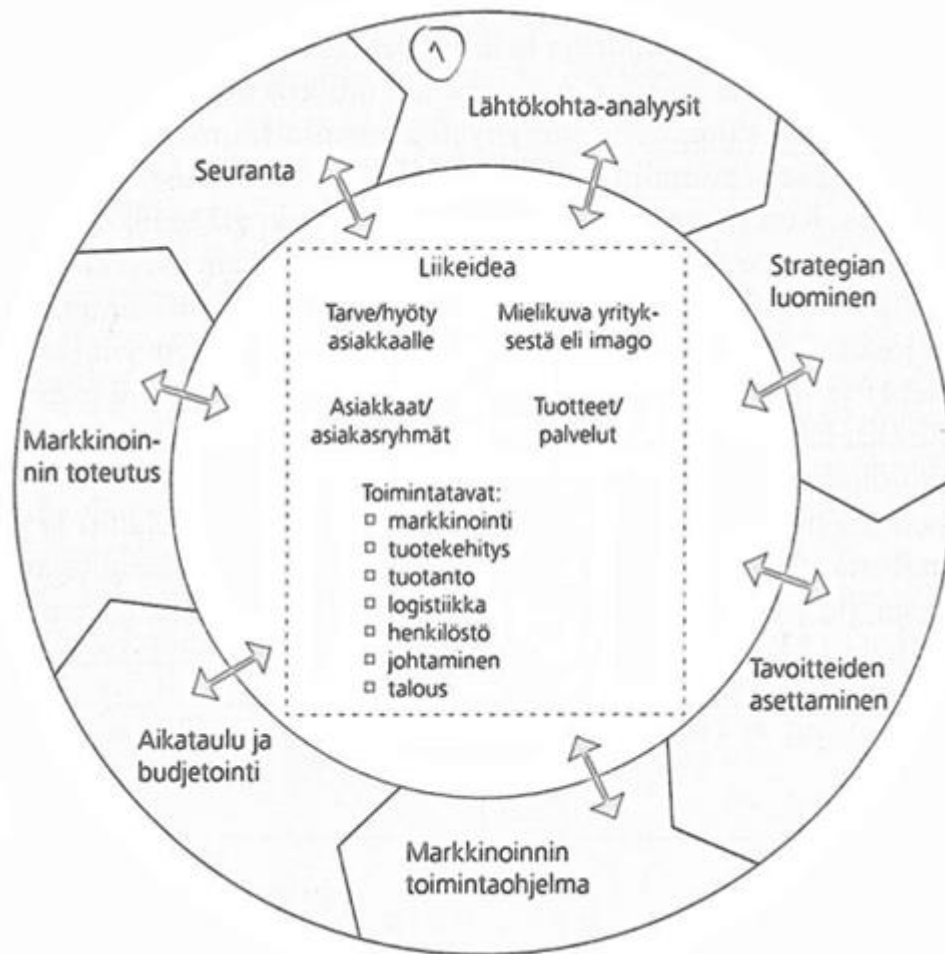 1
Lähtökohta-analyysit
Strategian
luominen
Tavoitteiden
asettaminen
Markkinoinnin
toimintaohjelma
Aikataulu ja
budjetointi
Markkinoin-
nin toteutus
Seuranta
Liikeidea
Tarve/hyöty
asiakkaalle
Mielikuva yrityk-
sestä eli imago
Asiakkaat/
asiakasryhmät
Tuotteet/
palvelut
Toimintatavat:
□ markkinointi
□ tuotekehitys
□ tuotanto
□ logistiikka
□ henkilöstö
□ johtaminen
□ talous